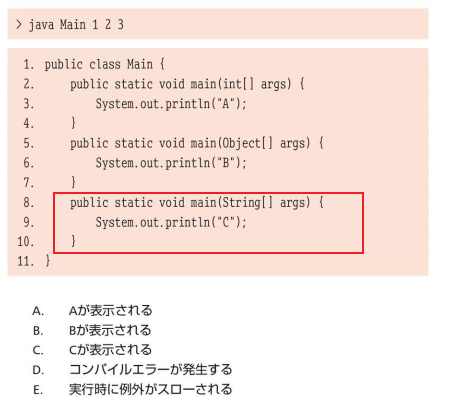 > java Main 1 2 3
1. public class Main {
2. public static void main(int[] args) {
3. System.out.println("A");
4. }
5. public static void main(Object[] args) {
6. System.out.println("B");
7. }
8. public static void main(String[] args) {
9. System.out.println("C");
10. }
11. }
A. Aが表示される
B. Bが表示される
C. Cが表示される
D. コンパイルエラーが発生する
E. 実行時に例外がスローされる